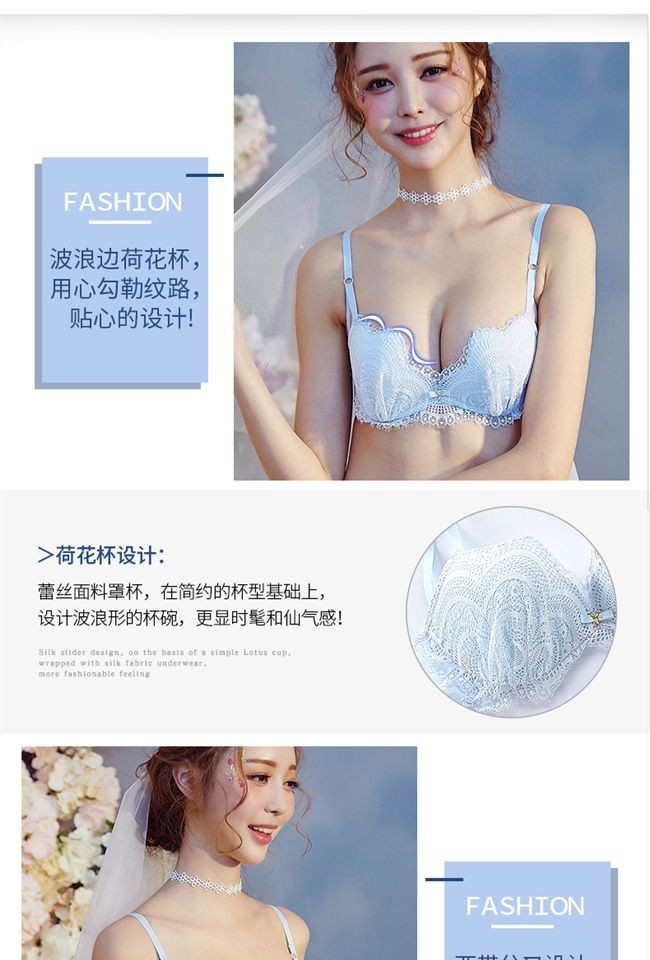 FASHION
波浪边荷花杯，
用心勾勒纹路，
贴心的设计!
＞荷花杯设计：
蕾丝面料罩杯，在简约的杯型基础上，
设计波浪形的杯碗，更显时髦和仙气感!
Silk slider design, on the basis of a simple Lotus cup,
wrapped with silk fabric underwear,
more fashionable feeling
FASHION